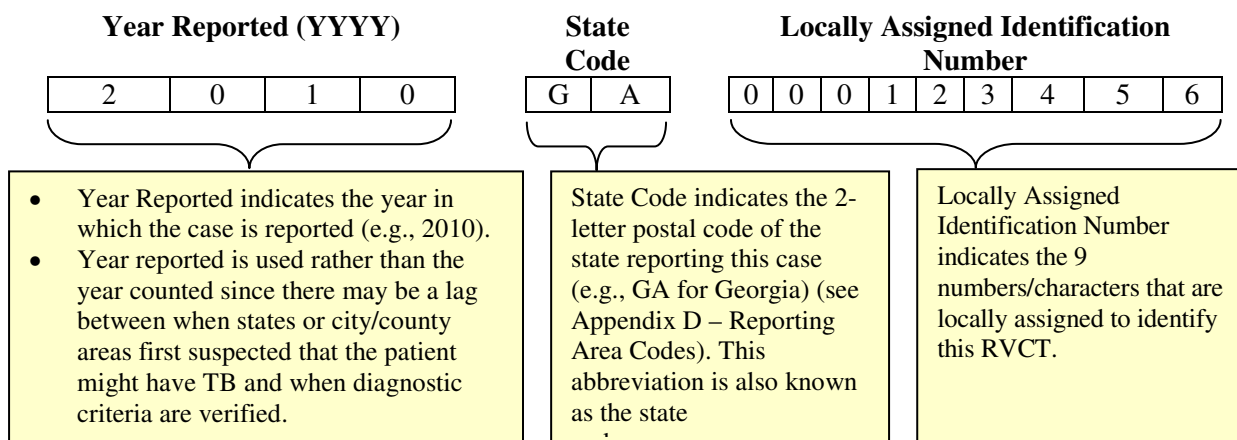 Year Reported (YYYY)
State
Code
Locally Assigned Identification
Number
2 0 1 0
G A
0 0 0 1 2 3 4 5 6
• Year Reported indicates the year in
which the case is reported (e.g., 2010).
• Year reported is used rather than the
year counted since there may be a lag
between when states or city/county
areas first suspected that the patient
might have TB and when diagnostic
criteria are verified.
State Code indicates the 2-
letter postal code of the
state reporting this case
(e.g., GA for Georgia) (see
Appendix D – Reporting
Area Codes). This
abbreviation is also known
as the state
Locally Assigned
Identification Number
indicates the 9
numbers/characters that are
locally assigned to identify
this RVCT.